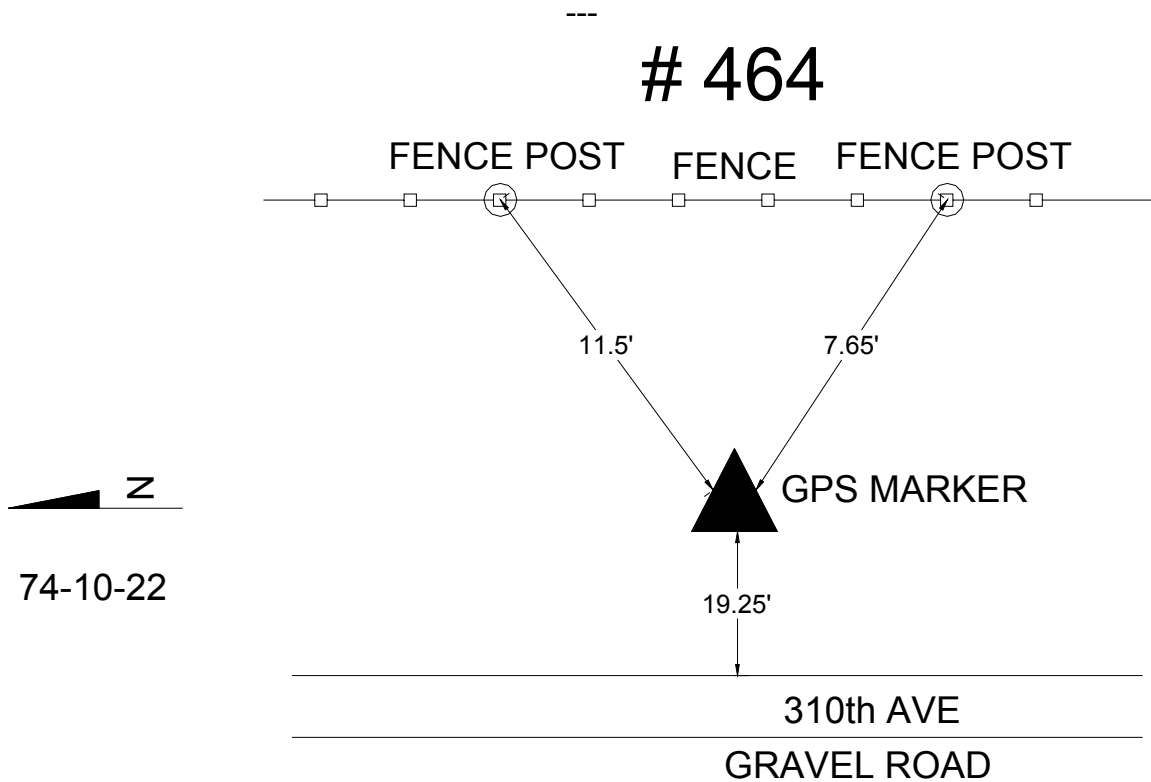 ---
# 464
FENCE POST
FENCE
FENCE POST
11.5'
7.65'
N
GPS MARKER
74-10-22
19.25'
310th AVE
GRAVEL ROAD